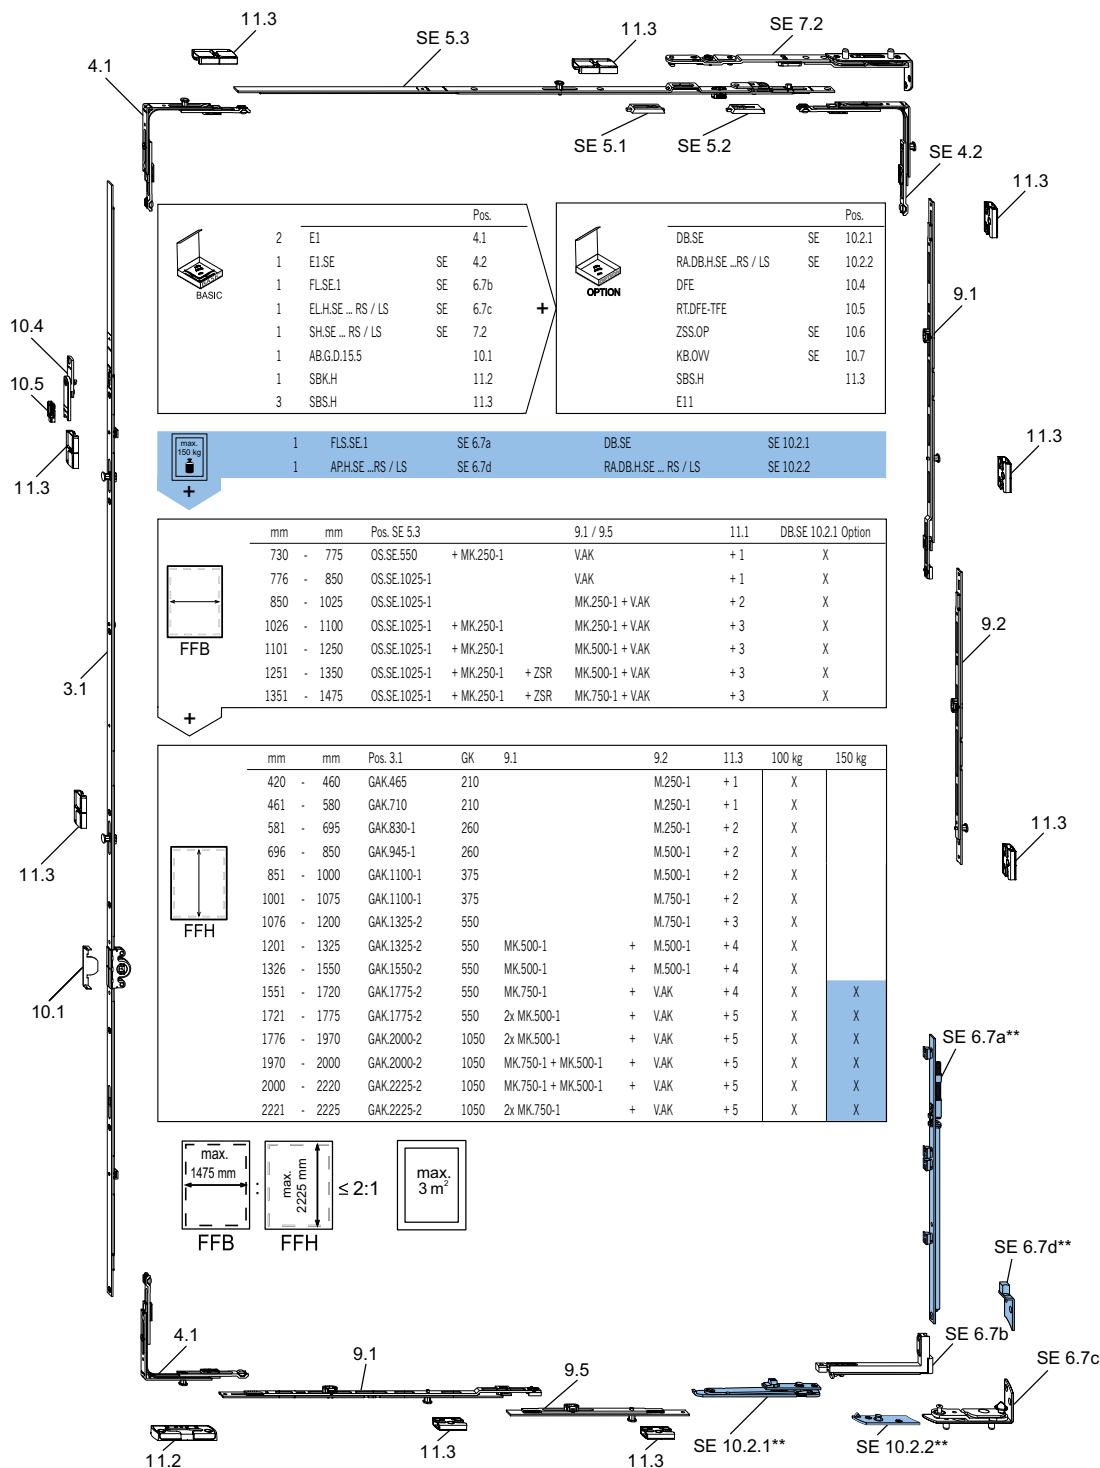 11.3
SE 5.3
11.3
SE 7.2
4.1
SE 5.1
SE 5.2
SE 4.2
11.3
Pos.
2 E1 4.1
1 E1.SE SE 4.2
1 FL.SE.1 SE 6.7b
1 EL.H.SE ... RS / LS SE 6.7c
1 SH.SE ... RS / LS SE 7.2
1 AB.G.D.15.5 10.1
1 SBK.H 11.2
3 SBS.H 11.3
BASIC
+
OPTION
Pos.
DB.SE SE 10.2.1
RA.DB.H.SE ...RS / LS SE 10.2.2
DFE 10.4
RT.DFE-TFE 10.5
ZSS.OP SE 10.6
KB.OVV SE 10.7
SBS.H 11.3
E11
9.1
10.4
10.5
11.3
11.3
max.
150 kg
+
1 FLS.SE.1 SE 6.7a DB.SE SE 10.2.1
1 AP.H.SE ...RS / LS SE 6.7d RA.DB.H.SE ... RS / LS SE 10.2.2
mm mm Pos. SE 5.3 9.1 / 9.5 11.1 DB.SE 10.2.1 Option
730 - 775 OS.SE.550 + MK.250-1 V.AK + 1 X
776 - 850 OS.SE.1025-1 V.AK + 1 X
850 - 1025 OS.SE.1025-1 MK.250-1 + V.AK + 2 X
1026 - 1100 OS.SE.1025-1 + MK.250-1 MK.250-1 + V.AK + 3 X
1101 - 1250 OS.SE.1025-1 + MK.250-1 MK.500-1 + V.AK + 3 X
1251 - 1350 OS.SE.1025-1 + MK.250-1 + ZSR MK.500-1 + V.AK + 3 X
1351 - 1475 OS.SE.1025-1 + MK.250-1 + ZSR MK.750-1 + V.AK + 3 X
FFB
+
9.2
3.1
mm mm Pos. 3.1 GK 9.1 9.2 11.3 100 kg 150 kg
420 - 460 GAK.465 210 M.250-1 + 1 X
461 - 580 GAK.710 210 M.250-1 + 1 X
581 - 695 GAK.830-1 260 M.250-1 + 2 X
696 - 850 GAK.945-1 260 M.500-1 + 2 X
851 - 1000 GAK.1100-1 375 M.500-1 + 2 X
1001 - 1075 GAK.1100-1 375 M.750-1 + 2 X
1076 - 1200 GAK.1325-2 550 M.750-1 + 3 X
1201 - 1325 GAK.1325-2 550 MK.500-1 + M.500-1 + 4 X
1326 - 1550 GAK.1550-2 550 MK.500-1 + M.500-1 + 4 X
1551 - 1720 GAK.1775-2 550 MK.750-1 + V.AK + 4 X X
1721 - 1775 GAK.1775-2 550 2x MK.500-1 + V.AK + 5 X X
1776 - 1970 GAK.2000-2 1050 2x MK.500-1 + V.AK + 5 X X
1970 - 2000 GAK.2000-2 1050 MK.750-1 + MK.500-1 + V.AK + 5 X X
2000 - 2220 GAK.2225-2 1050 MK.750-1 + MK.500-1 + V.AK + 5 X X
2221 - 2225 GAK.2225-2 1050 2x MK.750-1 + V.AK + 5 X X
FFH
11.3
11.3
10.1
SE 6.7a**
max.
1475 mm
FFB
:
max.
2225 mm
FFH
≤ 2:1
max.
3 m²
SE 6.7d**
4.1
9.1
9.5
SE 6.7b
SE 6.7c
11.2
11.3
11.3
SE 10.2.1**
SE 10.2.2**